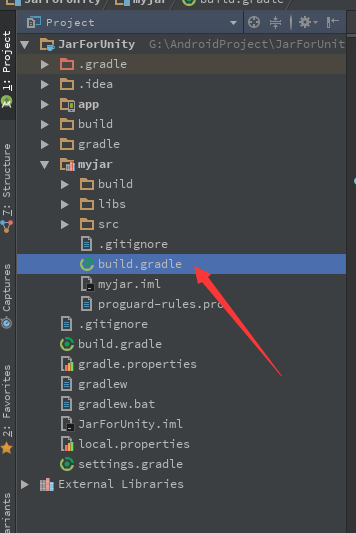 JarForUnity
myjar
build.gradle
Project
JarForUnity G:\AndroidProject\JarForUnit
.gradle
.idea
app
build
gradle
myjar
build
libs
src
.gitignore
build.gradle
myjar.iml
proguard-rules.pro
.gitignore
build.gradle
gradle.properties
gradlew
gradlew.bat
JarForUnity.iml
local.properties
settings.gradle
External Libraries
1: Project
7: Structure
Captures
2: Favorites
ariants